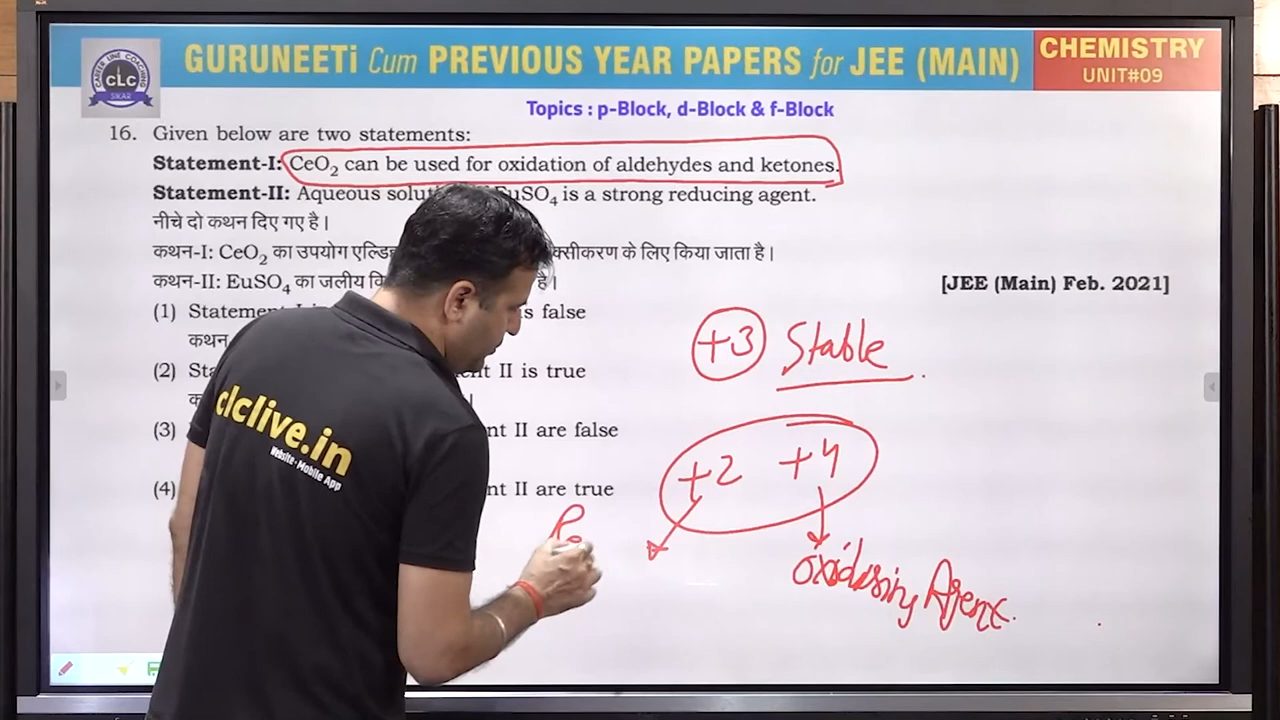 CLC
SIKAR
GURUNEETi Cum PREVIOUS YEAR PAPERS for JEE (MAIN)
CHEMISTRY
UNIT#09
Topics : p-Block, d-Block & f-Block
16. Given below are two statements:
Statement-I: CeO₂ can be used for oxidation of aldehydes and ketones.
Statement-II: Aqueous solut EuSO₄ is a strong reducing agent.
नीचे दो कथन दिए गए है।
कथन-I: CeO₂ का उपयोग एल्डि क्सीकरण के लिए किया जाता है।
कथन-II: EuSO₄ का जलीय वि है।
[JEE (Main) Feb. 2021]
(1) Stateme s false
कथन
(2) Sta nt II is true
(3) nt II are false
(4) nt II are true
+3 Stable
+2 +4
oxidising Agent.
clclive.in
Website • Mobile App